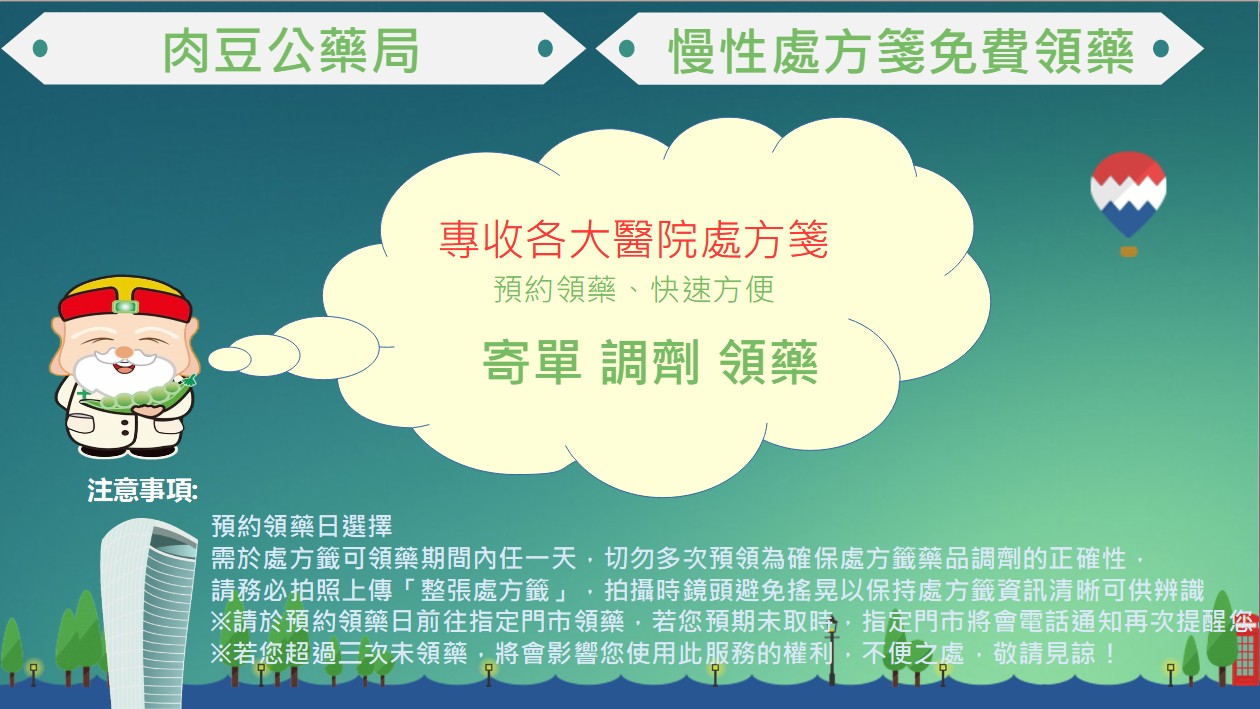 肉豆公藥局
慢性處方箋免費領藥
專收各大醫院處方箋
預約領藥、快速方便
寄單 調劑 領藥
注意事項:
預約領藥日選擇
需於處方籤可領藥期間內任一天，切勿多次預領為確保處方籤藥品調劑的正確性，
請務必拍照上傳「整張處方籤」，拍攝時鏡頭避免搖晃以保持處方籤資訊清晰可供辨識
※請於預約領藥日前往指定門市領藥，若您預期未取時，指定門市將會電話通知再次提醒您
※若您超過三次未領藥，將會影響您使用此服務的權利，不便之處，敬請見諒！